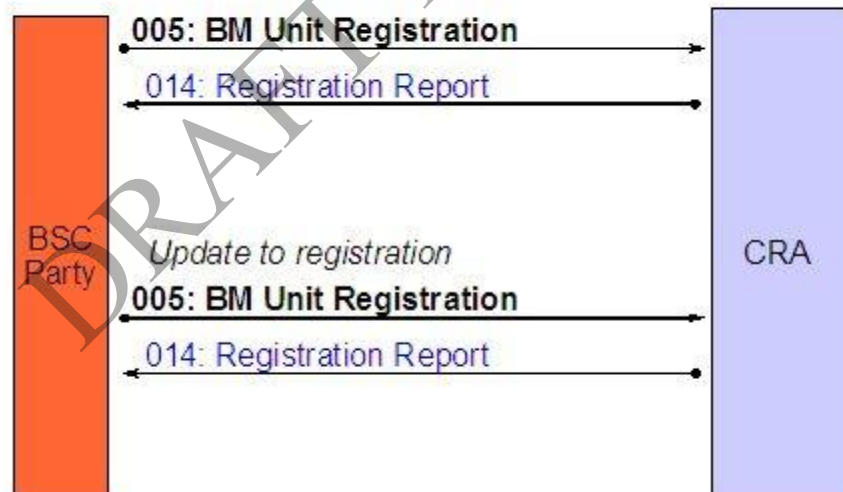 005: BM Unit Registration
014: Registration Report
BSC
Party
Update to registration
CRA
005: BM Unit Registration
014: Registration Report
DRAFT